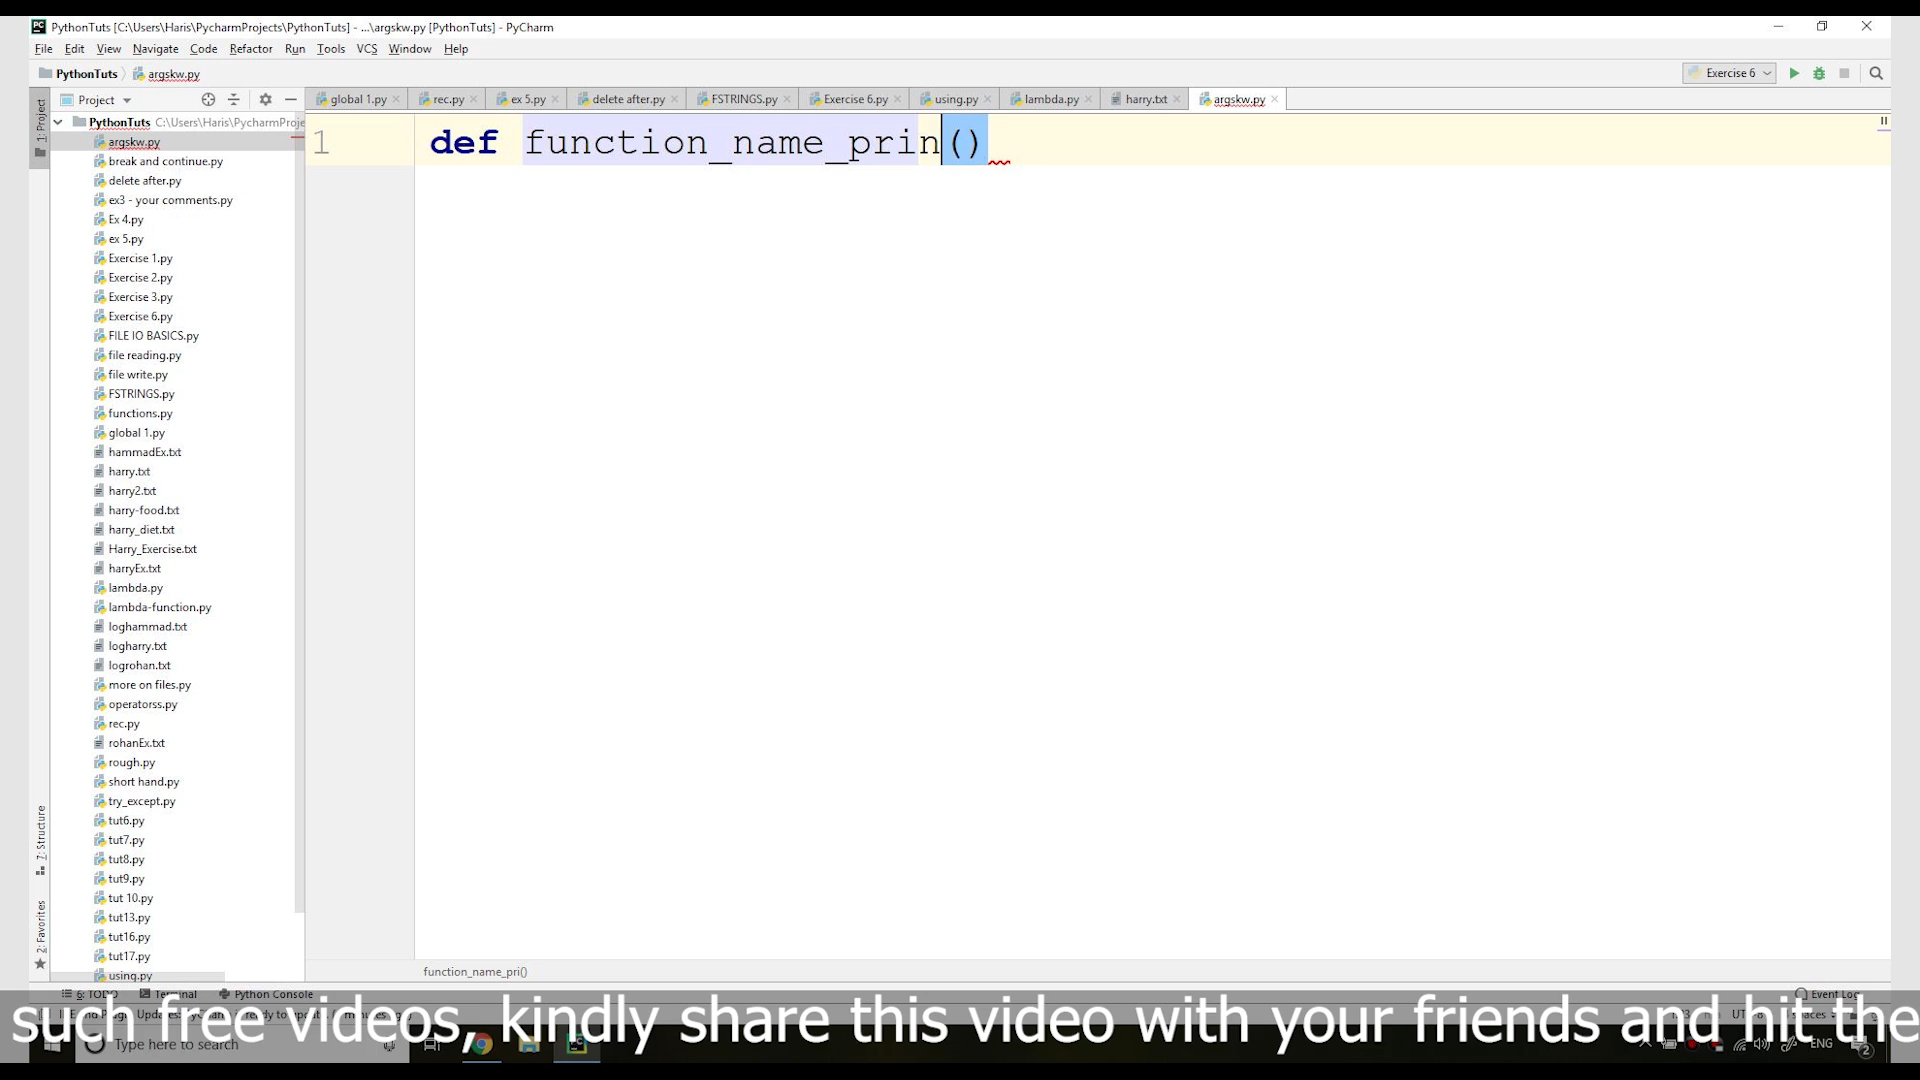 PythonTuts [C:\Users\Haris\PycharmProjects\PythonTuts] - ...\argskw.py [PythonTuts] - PyCharm
File Edit View Navigate Code Refactor Run Tools VCS Window Help
PythonTuts argskw.py Exercise 6
1: Project
Project global 1.py rec.py ex 5.py delete after.py FSTRINGS.py Exercise 6.py using.py lambda.py harry.txt argskw.py
PythonTuts C:\Users\Haris\PycharmProje
1 def function_name_prin()
argskw.py
break and continue.py
delete after.py
ex3 - your comments.py
Ex 4.py
ex 5.py
Exercise 1.py
Exercise 2.py
Exercise 3.py
Exercise 6.py
FILE IO BASICS.py
file reading.py
file write.py
FSTRINGS.py
functions.py
global 1.py
hammadEx.txt
harry.txt
harry2.txt
harry-food.txt
harry_diet.txt
Harry_Exercise.txt
harryEx.txt
lambda.py
lambda-function.py
loghammad.txt
logharry.txt
logrohan.txt
more on files.py
operatorss.py
rec.py
rohanEx.txt
rough.py
short hand.py
try_except.py
tut6.py
tut7.py
tut8.py
tut9.py
tut 10.py
tut13.py
tut16.py
tut17.py
using.py
7: Structure
2: Favorites
function_name_pri()
6: TODO Terminal Python Console Event Log
such free videos, kindly share this video with your friends and hit the
Type here to search ENG 2